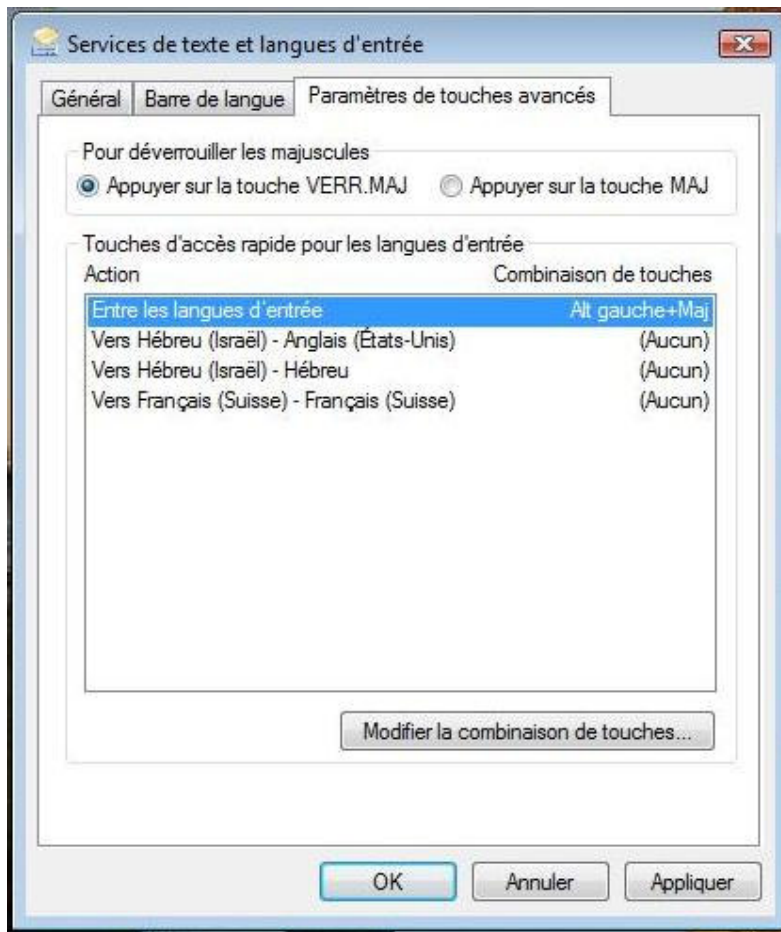 Services de texte et langues d'entrée
Général Barre de langue Paramètres de touches avancés
Pour déverrouiller les majuscules
Appuyer sur la touche VERR.MAJ Appuyer sur la touche MAJ
Touches d'accès rapide pour les langues d'entrée
Action Combinaison de touches
Entre les langues d'entrée Alt gauche+Maj
Vers Hébreu (Israël) - Anglais (États-Unis) (Aucun)
Vers Hébreu (Israël) - Hébreu (Aucun)
Vers Français (Suisse) - Français (Suisse) (Aucun)
Modifier la combinaison de touches...
OK Annuler Appliquer